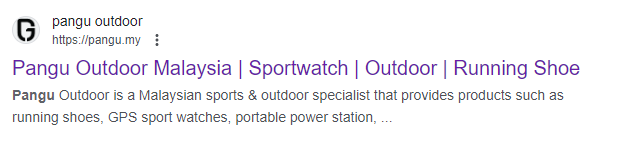 pangu outdoor
https://pangu.my
Pangu Outdoor Malaysia | Sportwatch | Outdoor | Running Shoe
Pangu Outdoor is a Malaysian sports & outdoor specialist that provides products such as
running shoes, GPS sport watches, portable power station, ...